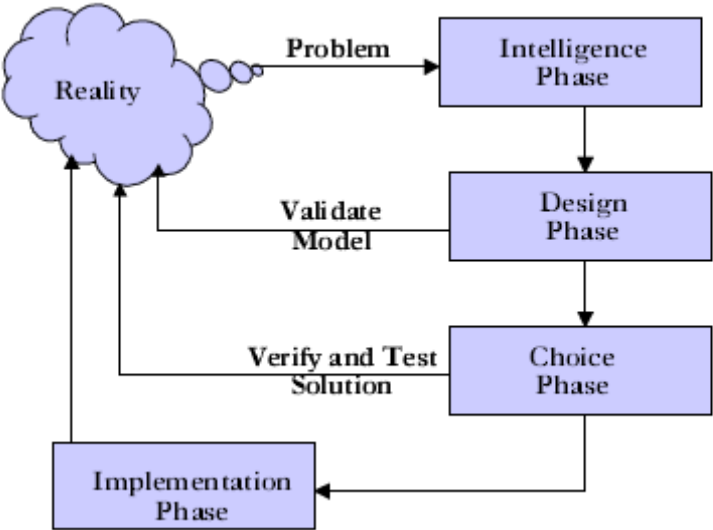 Problem
Intelligence
Phase
Reality
Design
Phase
Validate
Model
Choice
Phase
Verify and Test
Solution
Implementation
Phase